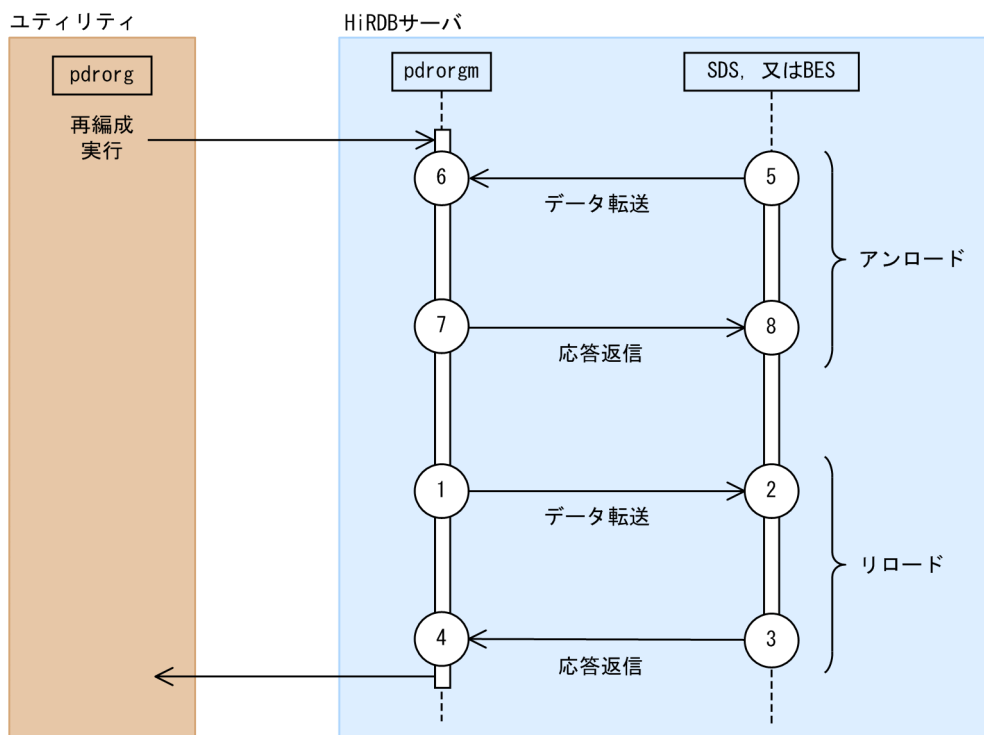 ユティリティ
HiRDBサーバ
pdrorg
pdrorgm
SDS，又はBES
再編成
実行
6
5
データ転送
アンロード
7
8
応答返信
1
2
データ転送
リロード
4
3
応答返信